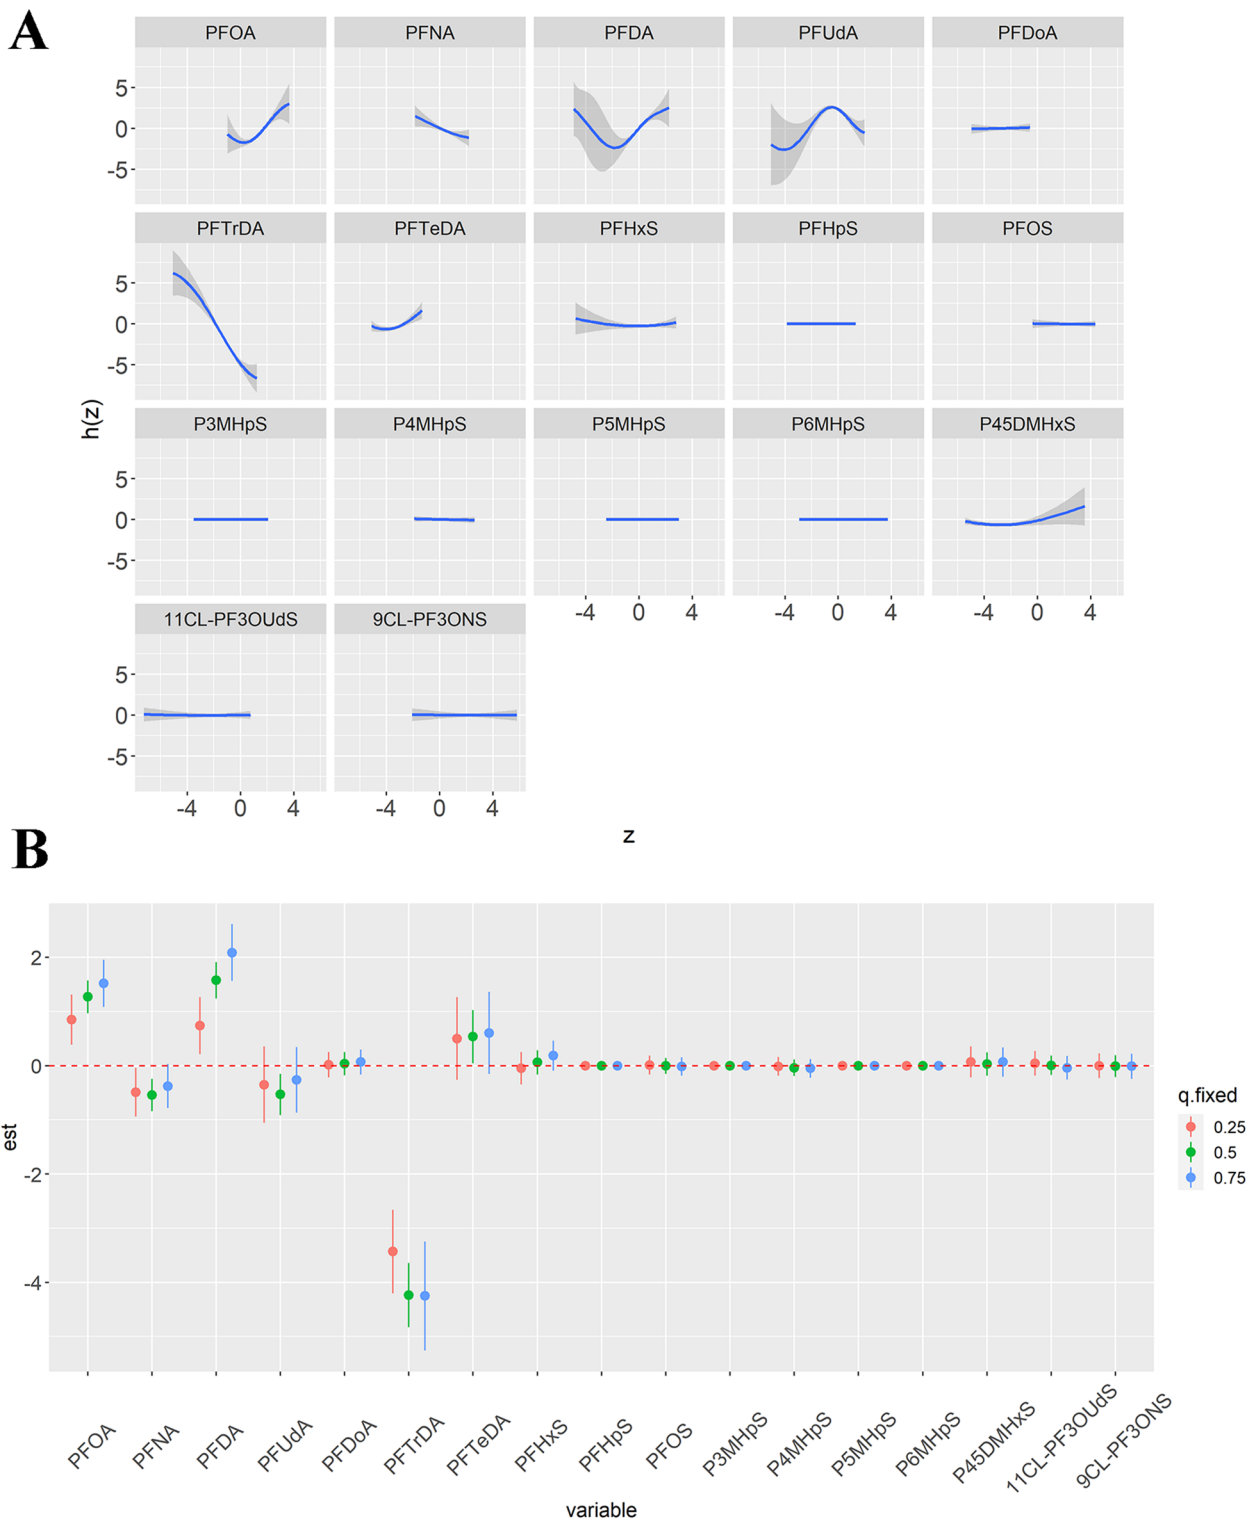 A
PFOA PFNA PFDA PFUdA PFDoA
5
0
-5
PFTrDA PFTeDA PFHxS PFHpS PFOS
5
0
-5
h(z)
P3MHpS P4MHpS P5MHpS P6MHpS P45DMHxS
5
0
-5
-4 0 4 -4 0 4 -4 0 4
11CL-PF3OUdS 9CL-PF3ONS
5
0
-5
-4 0 4 -4 0 4
z
B
2
0
-2
-4
est
q.fixed
0.25
0.5
0.75
PFOA PFNA PFDA PFUdA PFDoA PFTrDA PFTeDA PFHxS PFHpS PFOS P3MHpS P4MHpS P5MHpS P6MHpS P45DMHxS 11CL-PF3OUdS 9CL-PF3ONS
variable